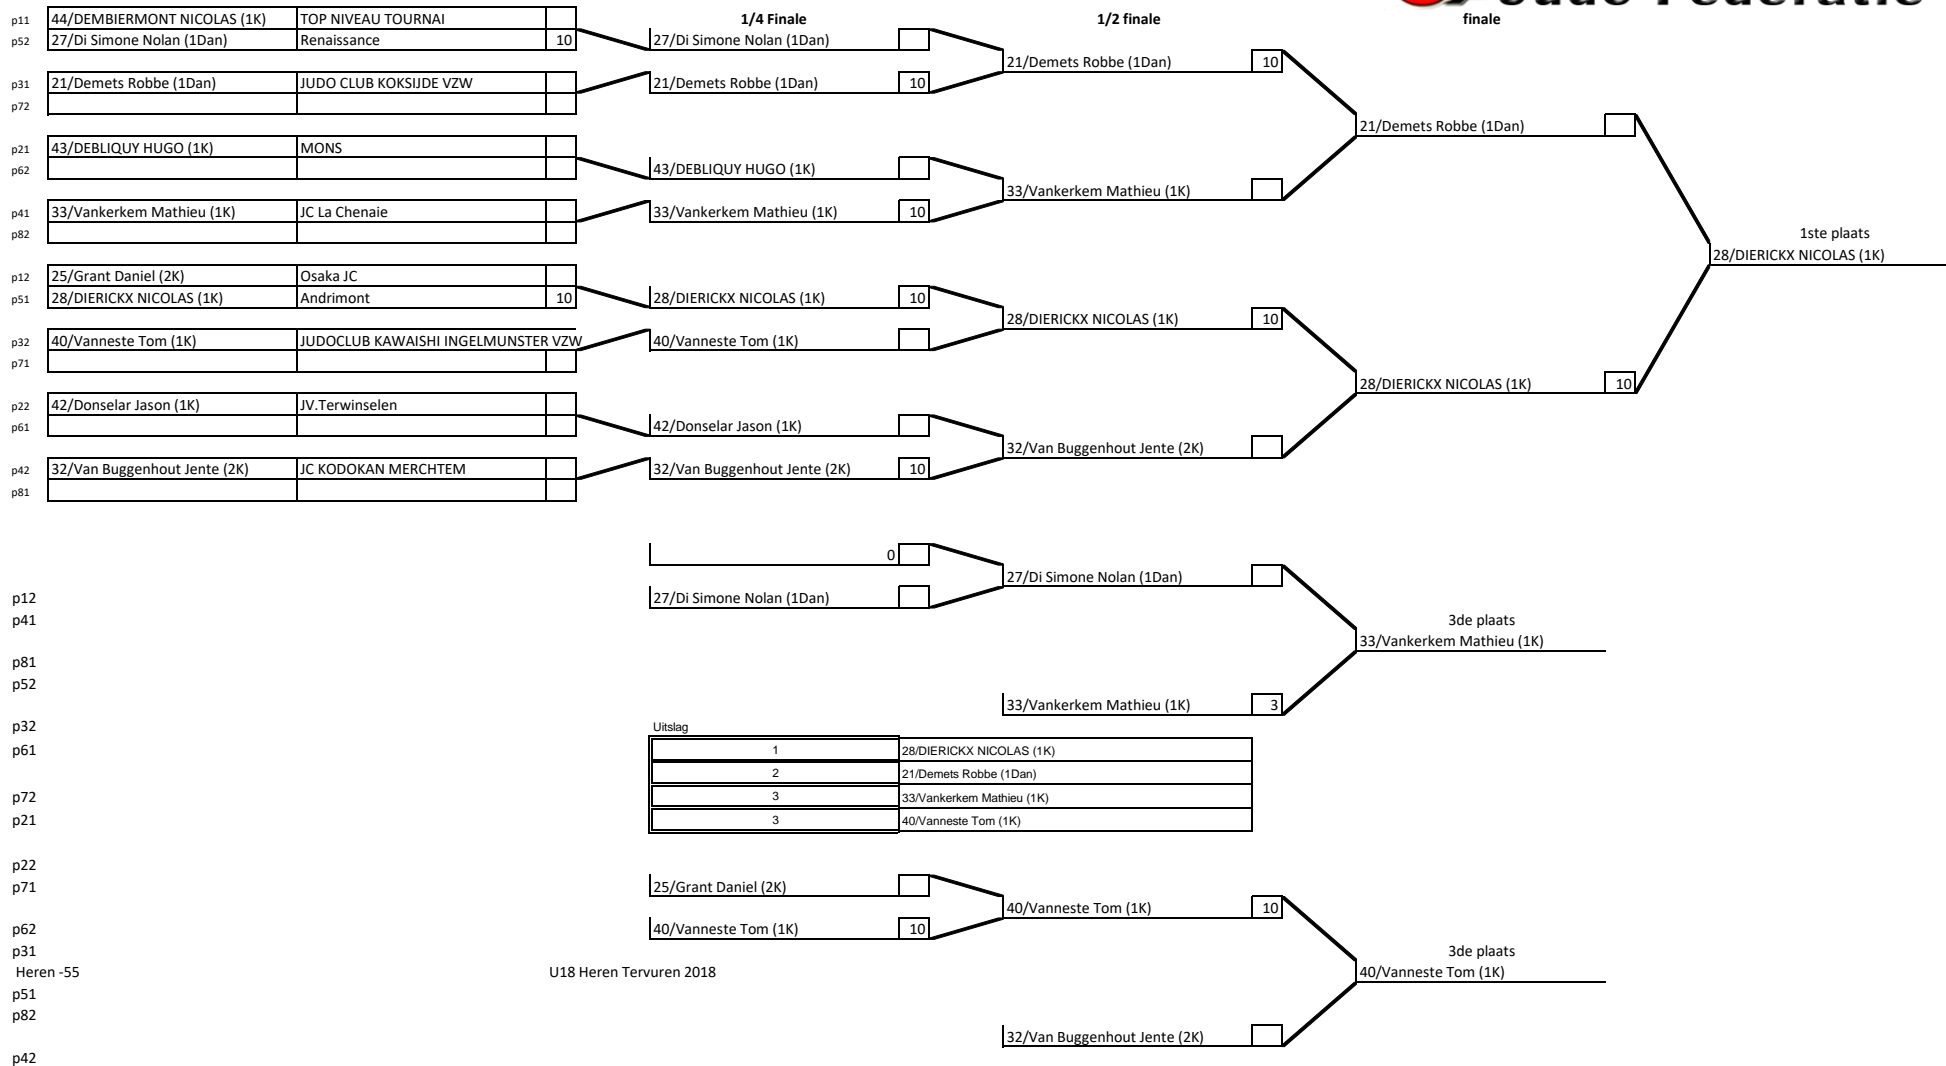 Judo Federatie
1/4 Finale 1/2 finale finale
p11 44/DEMBIERMONT NICOLAS (1K) TOP NIVEAU TOURNAI
p52 27/Di Simone Nolan (1Dan) Renaissance 10 27/Di Simone Nolan (1Dan)
21/Demets Robbe (1Dan) 10
p31 21/Demets Robbe (1Dan) JUDO CLUB KOKSIJDE VZW 21/Demets Robbe (1Dan) 10
p72
21/Demets Robbe (1Dan)
p21 43/DEBLIQUY HUGO (1K) MONS
p62 43/DEBLIQUY HUGO (1K)
33/Vankerkem Mathieu (1K)
p41 33/Vankerkem Mathieu (1K) JC La Chenaie 33/Vankerkem Mathieu (1K) 10
p82
1ste plaats
28/DIERICKX NICOLAS (1K)
p12 25/Grant Daniel (2K) Osaka JC
p51 28/DIERICKX NICOLAS (1K) Andrimont 10 28/DIERICKX NICOLAS (1K) 10
28/DIERICKX NICOLAS (1K) 10
p32 40/Vanneste Tom (1K) JUDOCLUB KAWAISHI INGELMUNSTER VZW 40/Vanneste Tom (1K)
p71
28/DIERICKX NICOLAS (1K) 10
p22 42/Donselar Jason (1K) JV.Terwinselen
p61 42/Donselar Jason (1K)
32/Van Buggenhout Jente (2K)
p42 32/Van Buggenhout Jente (2K) JC KODOKAN MERCHTEM 32/Van Buggenhout Jente (2K) 10
p81
0
27/Di Simone Nolan (1Dan)
p12 27/Di Simone Nolan (1Dan)
p41 3de plaats
33/Vankerkem Mathieu (1K)
p81
p52
33/Vankerkem Mathieu (1K) 3
p32 Uitslag
p61 1 28/DIERICKX NICOLAS (1K)
2 21/Demets Robbe (1Dan)
p72 3 33/Vankerkem Mathieu (1K)
p21 3 40/Vanneste Tom (1K)
p22
p71 25/Grant Daniel (2K)
40/Vanneste Tom (1K) 10
p62 40/Vanneste Tom (1K) 10
p31 3de plaats
Heren -55 U18 Heren Tervuren 2018 40/Vanneste Tom (1K)
p51
p82
32/Van Buggenhout Jente (2K)
p42